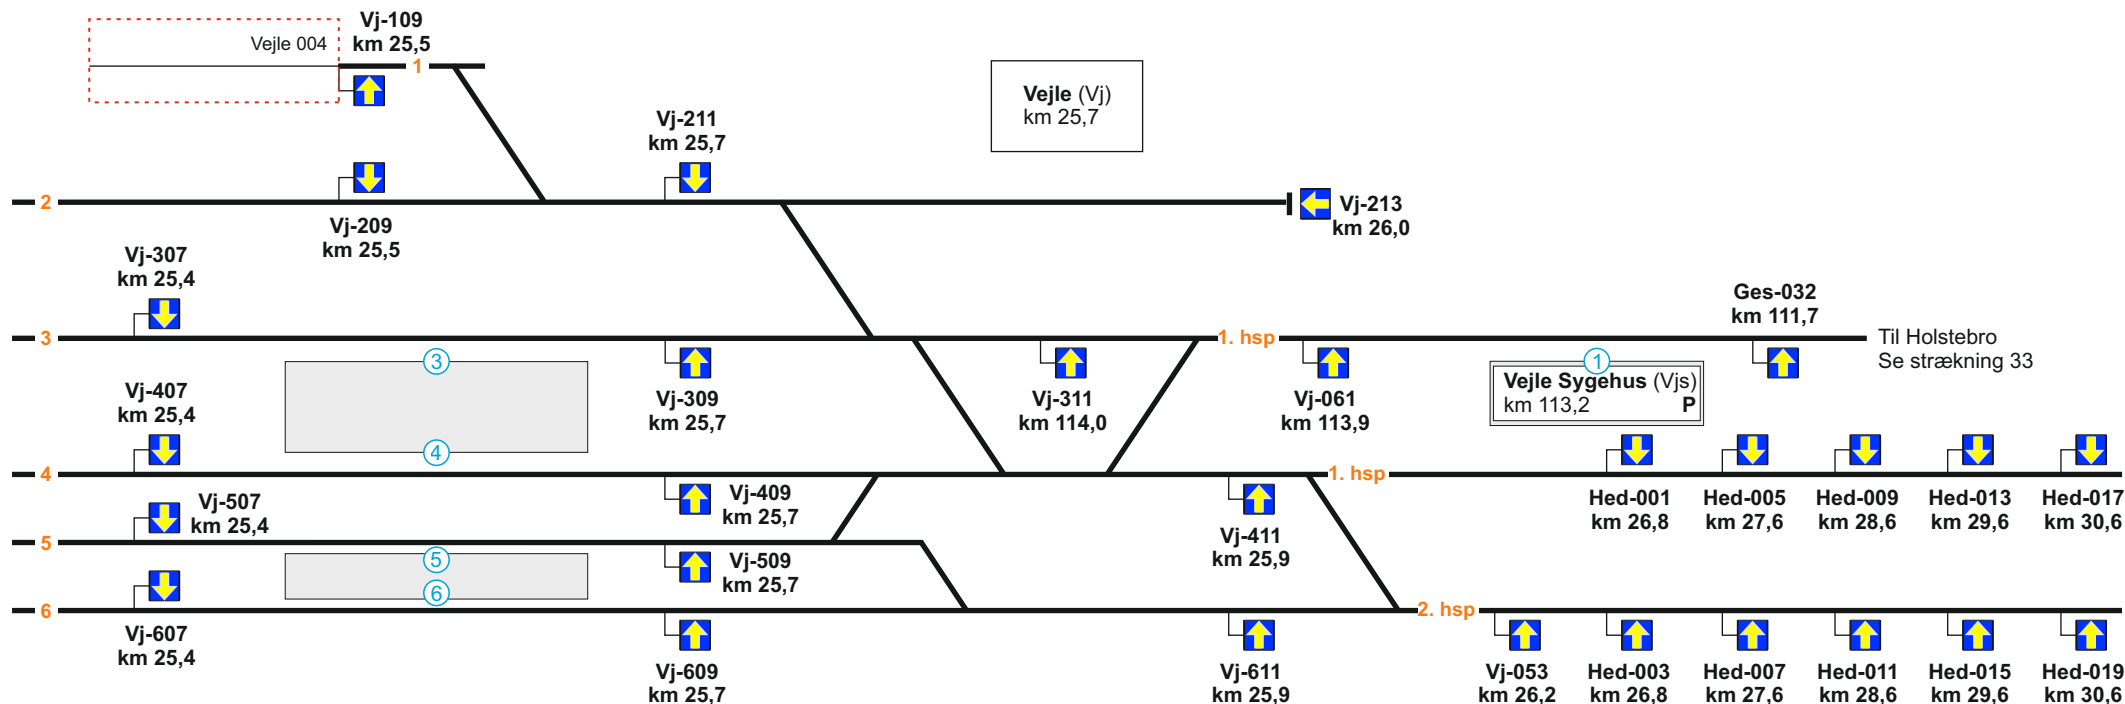 Vj-109
km 25,5
Vejle 004
1
Vejle (Vj)
km 25,7
Vj-211
km 25,7
2
Vj-209
km 25,5
Vj-213
km 26,0
Vj-307
km 25,4
Ges-032
km 111,7
3
1. hsp
Til Holstebro
Se strækning 33
3
Vj-309
km 25,7
Vj-311
km 114,0
Vj-061
km 113,9
1
Vejle Sygehus (Vjs)
km 113,2 P
Vj-407
km 25,4
4
4
1. hsp
Vj-409
km 25,7
Vj-411
km 25,9
Hed-001
km 26,8
Hed-005
km 27,6
Hed-009
km 28,6
Hed-013
km 29,6
Hed-017
km 30,6
Vj-507
km 25,4
5
5
Vj-509
km 25,7
6
6
2. hsp
Vj-607
km 25,4
Vj-609
km 25,7
Vj-611
km 25,9
Vj-053
km 26,2
Hed-003
km 26,8
Hed-007
km 27,6
Hed-011
km 28,6
Hed-015
km 29,6
Hed-019
km 30,6